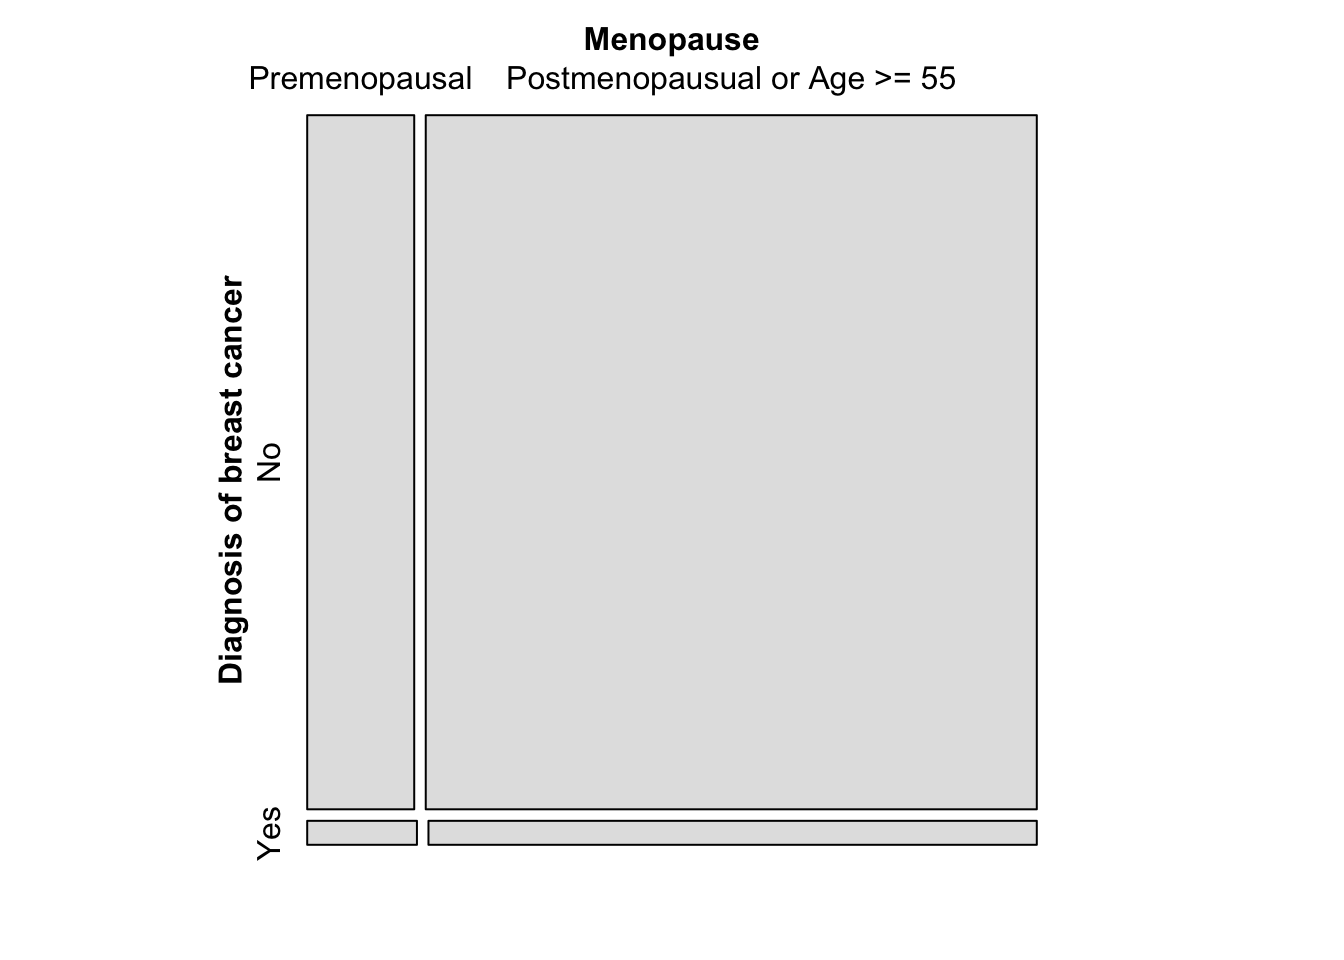 Menopause
Premenopausal Postmenopausual or Age >= 55
Diagnosis of breast cancer
No
Yes